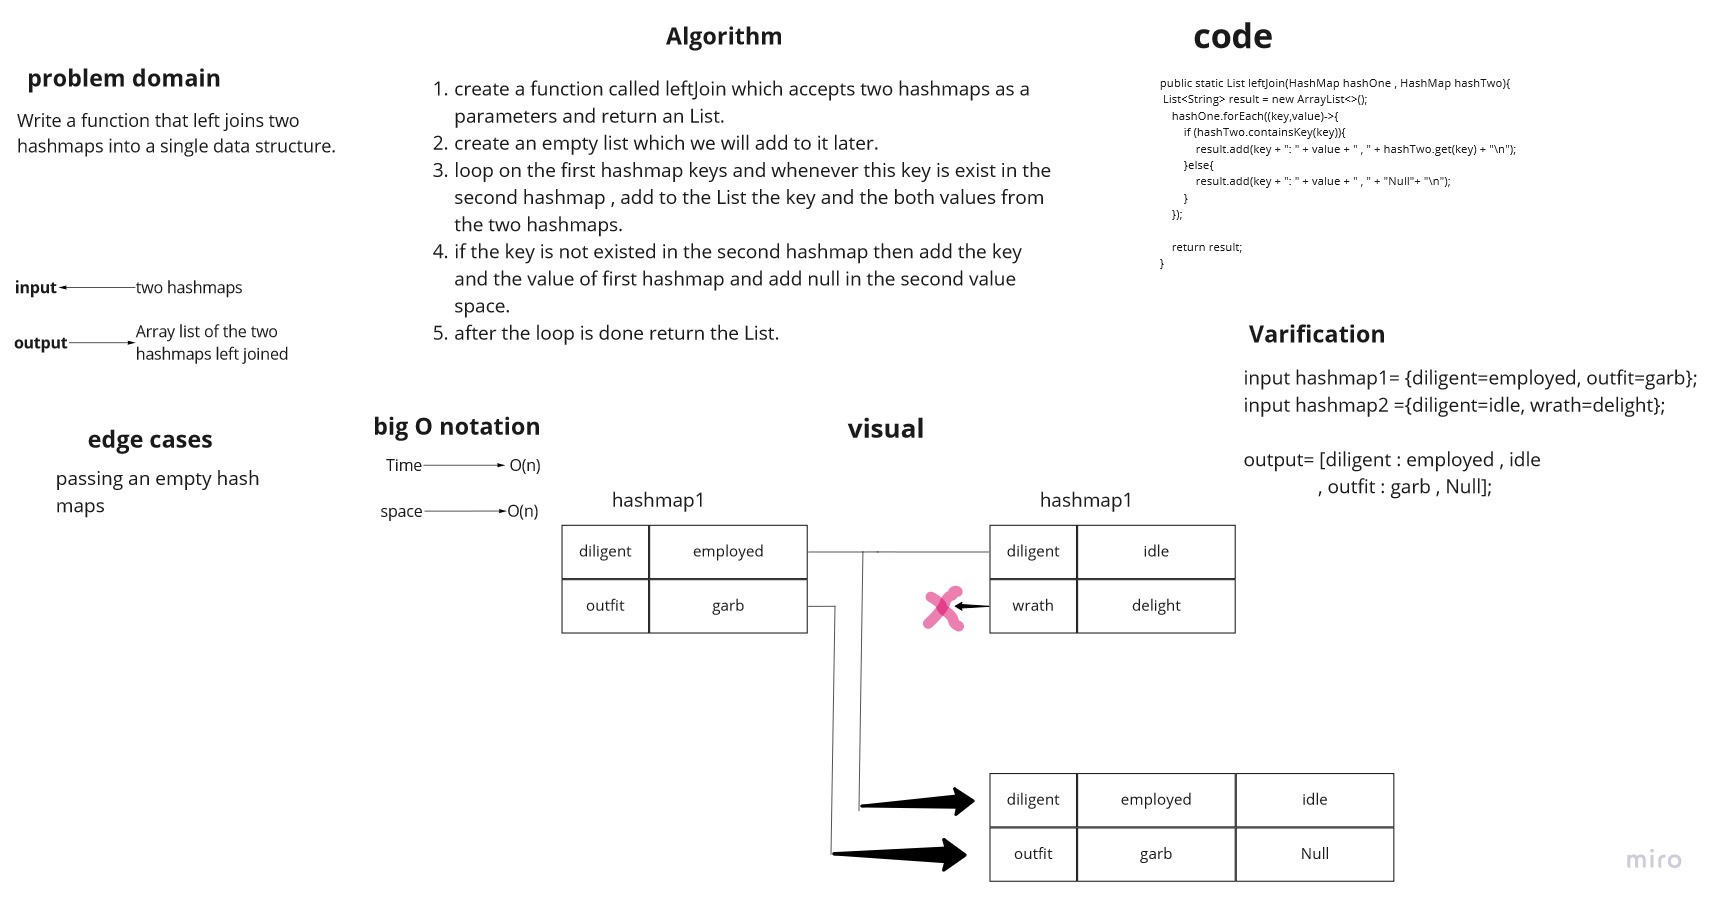 problem domain
Write a function that left joins two
hashmaps into a single data structure.
input
two hashmaps
output
Array list of the two
hashmaps left joined
edge cases
passing an empty hash
maps
Algorithm
1. create a function called leftJoin which accepts two hashmaps as a
parameters and return an List.
2. create an empty list which we will add to it later.
3. loop on the first hashmap keys and whenever this key is exist in the
second hashmap , add to the List the key and the both values from
the two hashmaps.
4. if the key is not existed in the second hashmap then add the key
and the value of first hashmap and add null in the second value
space.
5. after the loop is done return the List.
big O notation
Time
O(n)
space
O(n)
visual
hashmap1
diligent employed
outfit garb
hashmap1
diligent idle
wrath delight
diligent employed idle
outfit garb Null
code
public static List leftJoin(HashMap hashOne , HashMap hashTwo){
List<String> result = new ArrayList<>();
hashOne.forEach((key,value)->{
if (hashTwo.containsKey(key)){
result.add(key + ": " + value + " , " + hashTwo.get(key) + "\n");
}else{
result.add(key + ": " + value + " , " + "Null"+ "\n");
}
});
return result;
}
Varification
input hashmap1= {diligent=employed, outfit=garb};
input hashmap2 ={diligent=idle, wrath=delight};
output= [diligent : employed , idle
, outfit : garb , Null];
miro